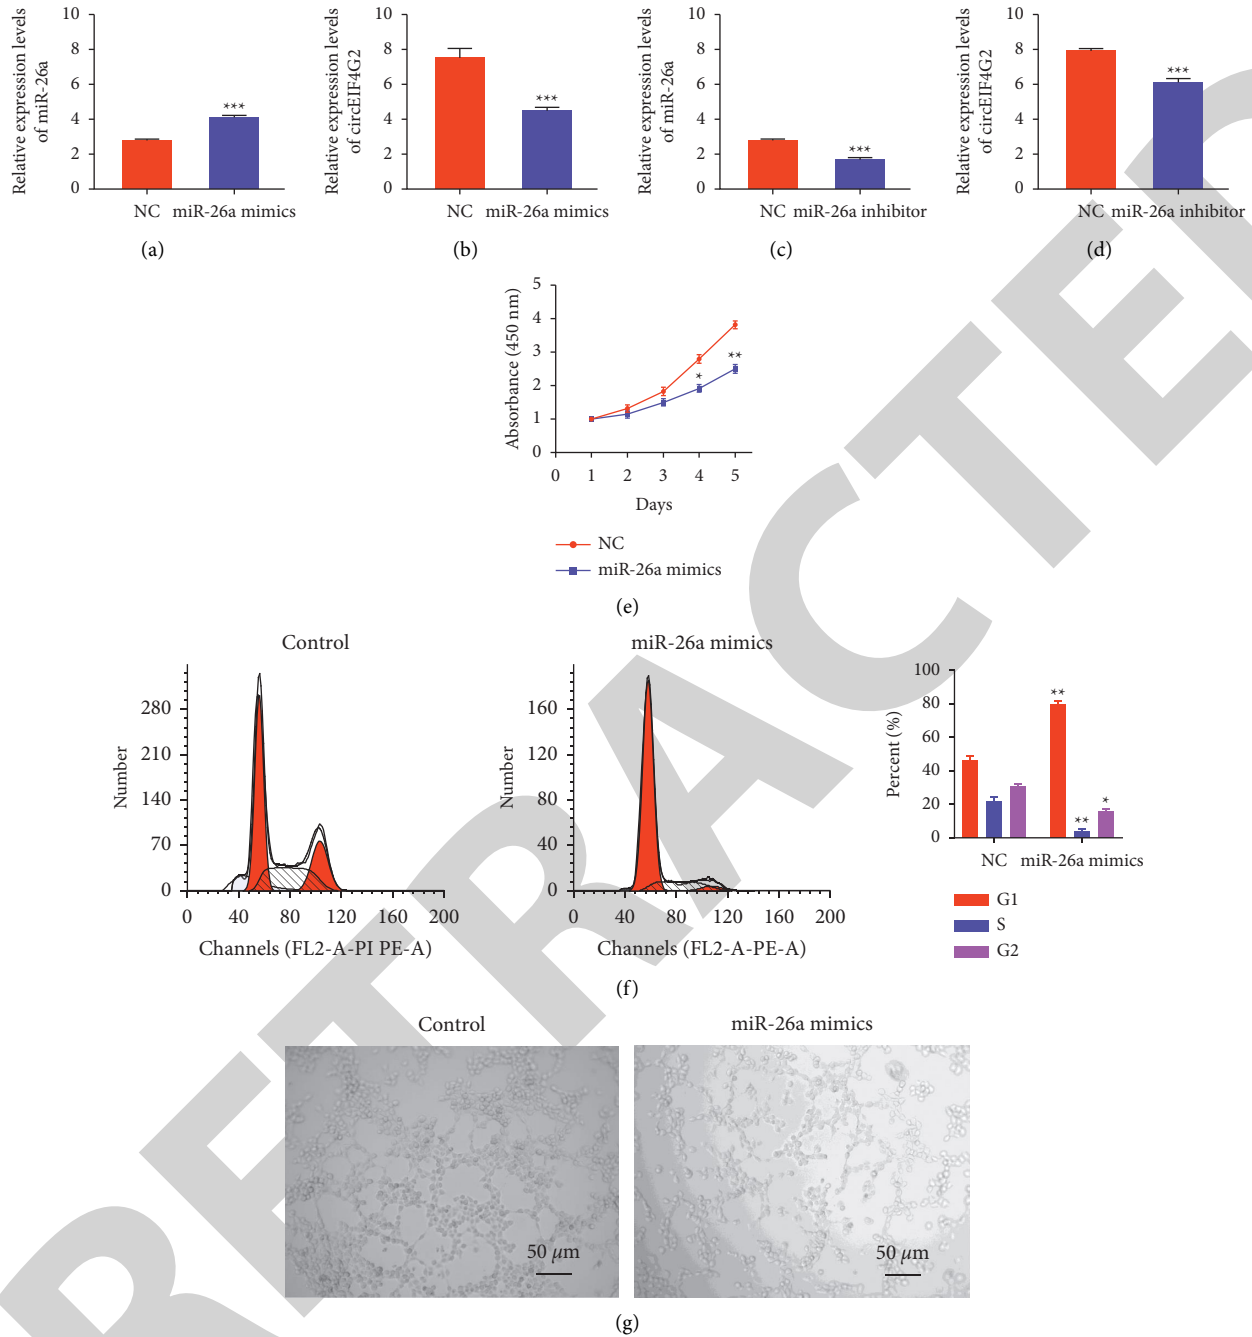 Relative expression levels
of miR-26a
8
6
4
2
0
***
NC
miR-26a mimics
(a)
Relative expression levels
of circEIF4G2
8
6
4
2
0
***
NC
miR-26a mimics
(b)
Relative expression levels
of miR-26a
8
6
4
2
0
***
NC
miR-26a inhibitor
(c)
Relative expression levels
of circEIF4G2
8
6
4
2
0
***
NC
miR-26a inhibitor
(d)
Absorbance (450 nm)
5
4
3
2
1
0
*
**
0 1 2 3 4 5
Days
NC
miR-26a mimics
(e)
Control
Number
280
210
140
70
0
0 40 80 120 160 200
Channels (FL2-A-PI PE-A)
miR-26a mimics
Number
160
120
80
40
0
0 40 80 120 160 200
Channels (FL2-A-PE-A)
Percent (%)
100
80
60
40
20
0
**
**
*
NC
miR-26a mimics
G1
S
G2
(f)
Control
50 μm
miR-26a mimics
50 μm
(g)
RETRACTED